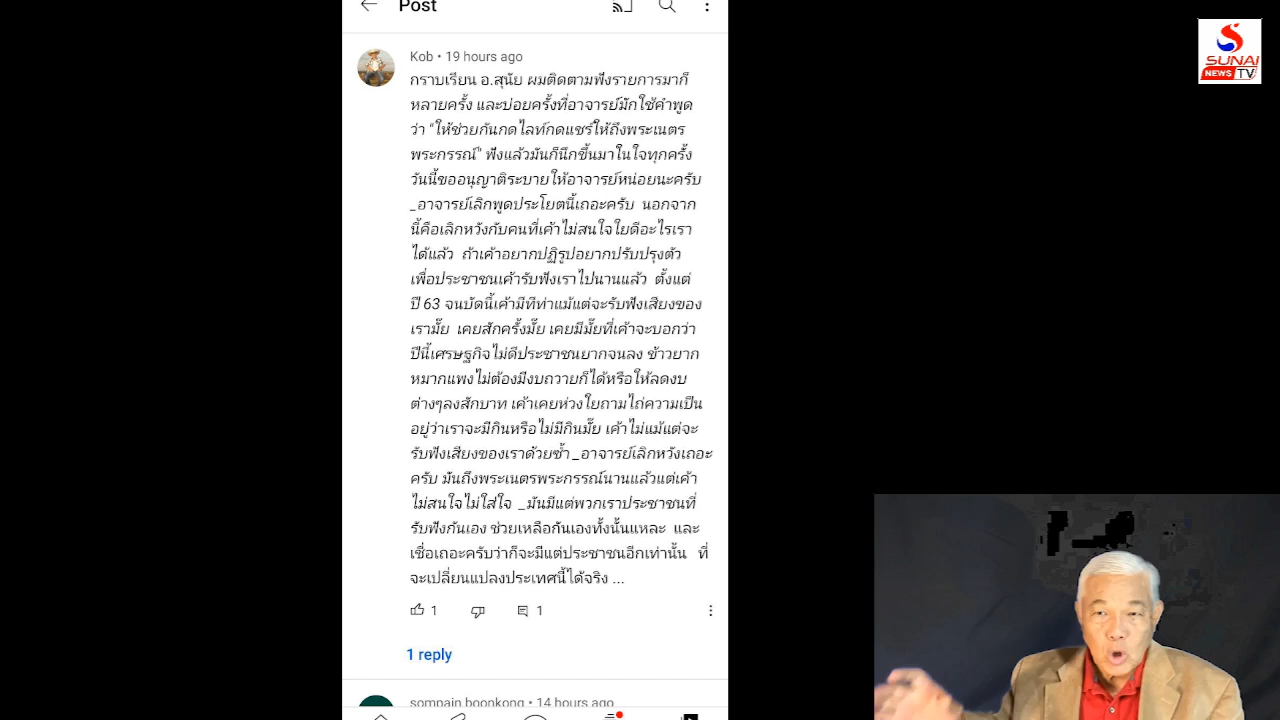 Post
SUNAI
NEWS TV
Kob • 19 hours ago
กราบเรียน อ.สุนัย ผมติดตามฟังรายการมาก็
หลายครั้ง และบ่อยครั้งที่อาจารย์มักใช้คำพูด
ว่า "ให้ช่วยกันกดไลท์กดแชร์ให้ถึงพระเนตร
พระกรรณ์" ฟังแล้วมันก็นึกขึ้นมาในใจทุกครั้ง
วันนี้ขออนุญาติระบายให้อาจารย์หน่อยนะครับ
_อาจารย์เลิกพูดประโยตนี้เถอะครับ นอกจาก
นี้คือเลิกหวังกับคนที่เค้าไม่สนใจใยดีอะไรเรา
ได้แล้ว ถ้าเค้าอยากปฏิรูปอยากปรับปรุงตัว
เพื่อประชาชนเค้ารับฟังเราไปนานแล้ว ตั้งแต่
ปี 63 จนบัดนี้เค้ามีทีท่าแม้แต่จะรับฟังเสียงของ
เรามั๊ย เคยสักครั้งมั๊ย เคยมีมั๊ยที่เค้าจะบอกว่า
ปีนี้เศรษฐกิจไม่ดีประชาชนยากจนลง ข้าวยาก
หมากแพงไม่ต้องมีงบถวายก็ได้หรือให้ลดงบ
ต่างๆลงสักบาท เค้าเคยห่วงใยถามไถ่ความเป็น
อยู่ว่าเราจะมีกินหรือไม่มีกินมั๊ย เค้าไม่แม้แต่จะ
รับฟังเสียงของเราด้วยซ้ำ _อาจารย์เลิกหวังเถอะ
ครับ มันถึงพระเนตรพระกรรณ์นานแล้วแต่เค้า
ไม่สนใจไม่ใส่ใจ _มันมีแต่พวกเราประชาชนที่
รับฟังกันเอง ช่วยเหลือกันเองทั้งนั้นแหละ และ
เชื่อเถอะครับว่าก็จะมีแต่ประชาชนอีกเท่านั้น ที่
จะเปลี่ยนแปลงประเทศนี้ได้จริง ...
1 1
1 reply
sompain boonkong • 14 hours ago